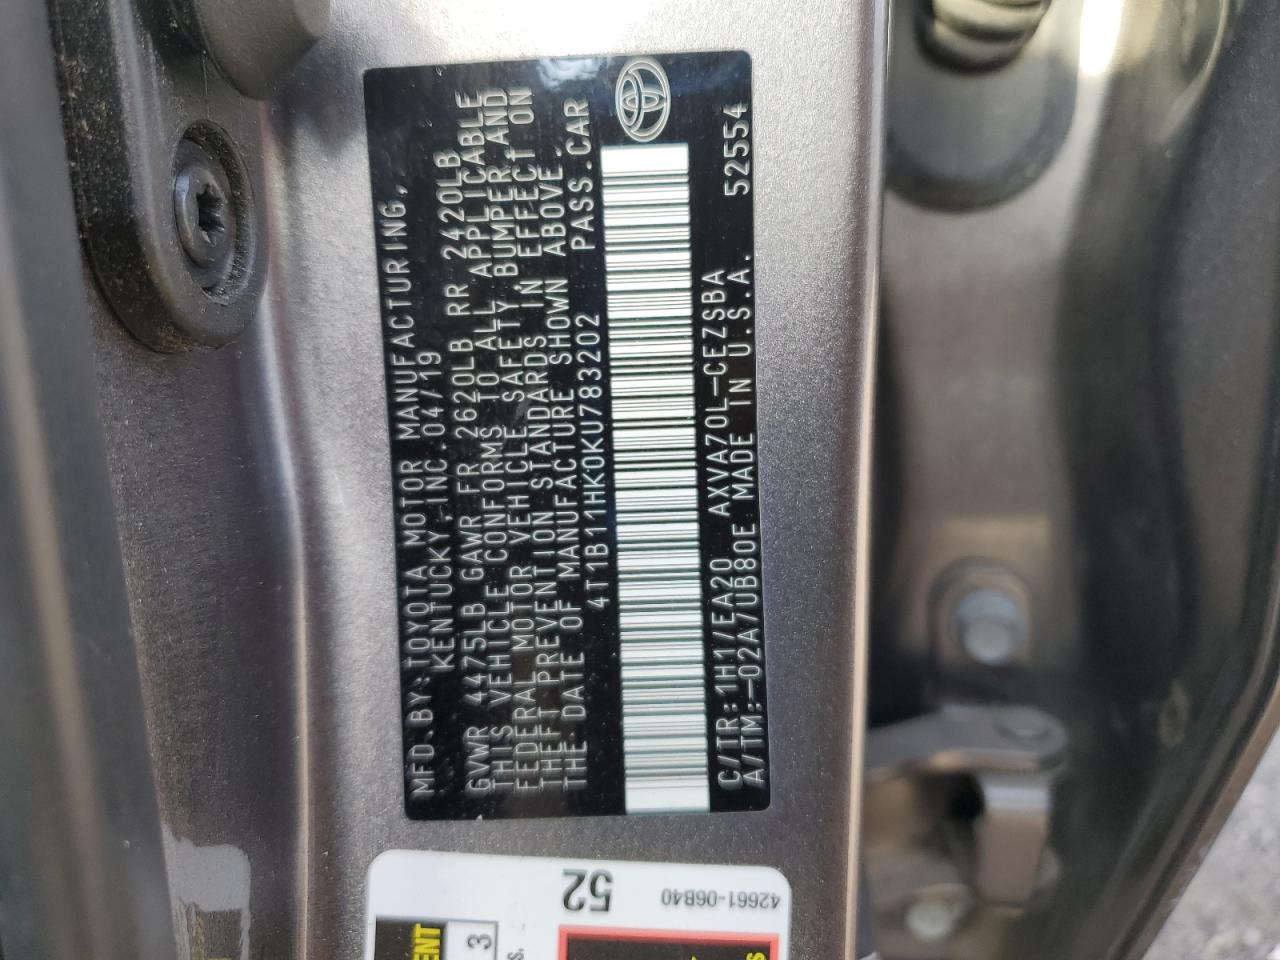 MFD.BY:TOYOTA MOTOR MANUFACTURING,
KENTUCKY,INC.04/19
GVWR 4475LB GAWR FR 2620LB RR 2420LB
THIS VEHICLE CONFORMS TO ALL APPLICABLE
FEDERAL MOTOR VEHICLE SAFETY,BUMPER,AND
THEFT PREVENTION STANDARDS IN EFFECT ON
THE DATE OF MANUFACTURE SHOWN ABOVE.
4T1B11HK0KU783202 PASS.CAR
C/TR:1H1/EA20 AXVA70L-CEZSBA
A/TM:-02A/UB80E MADE IN U.S.A. 52554
52
42661-06B40
3